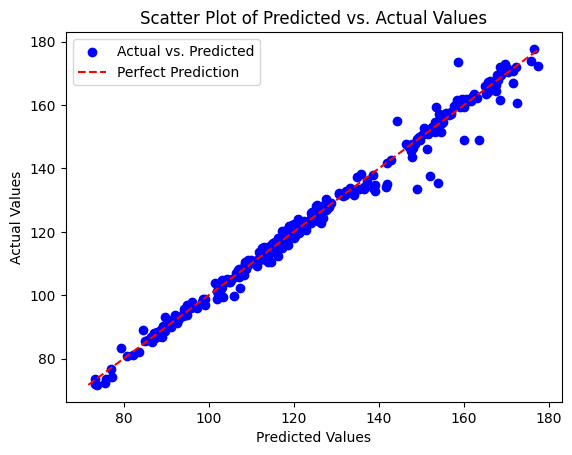 Scatter Plot of Predicted vs. Actual Values
Actual vs. Predicted
Perfect Prediction
180
160
140
120
100
80
Actual Values
80
100
120
140
160
180
Predicted Values